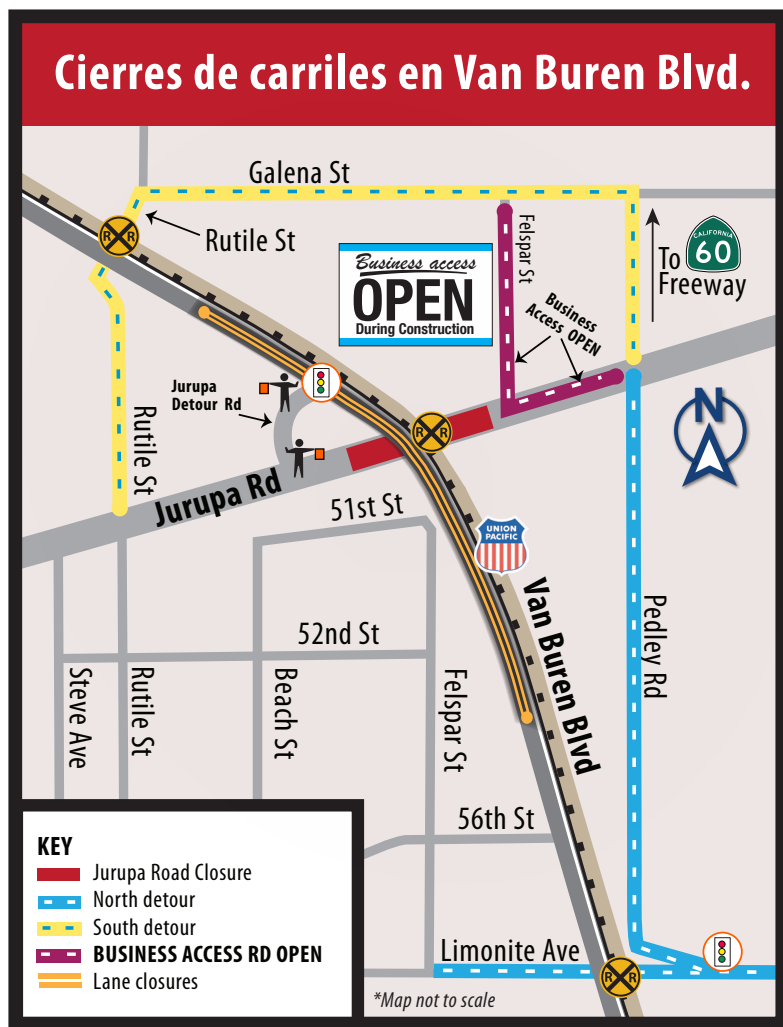 Cierres de carriles en Van Buren Blvd.
Galena St
Rutile St
Felspar St
CALIFORNIA
60
To
Freeway
Business access
OPEN
During Construction
Business
Access OPEN
Jurupa
Detour Rd
R R
R R
Rutile St
Jurupa Rd
N
51st St
UNION
PACIFIC
Van Buren Blvd
Pedley Rd
52nd St
Steve Ave
Rutile St
Beach St
Felspar St
56th St
Limonite Ave
R R
*Map not to scale
KEY
Jurupa Road Closure
North detour
South detour
BUSINESS ACCESS RD OPEN
Lane closures